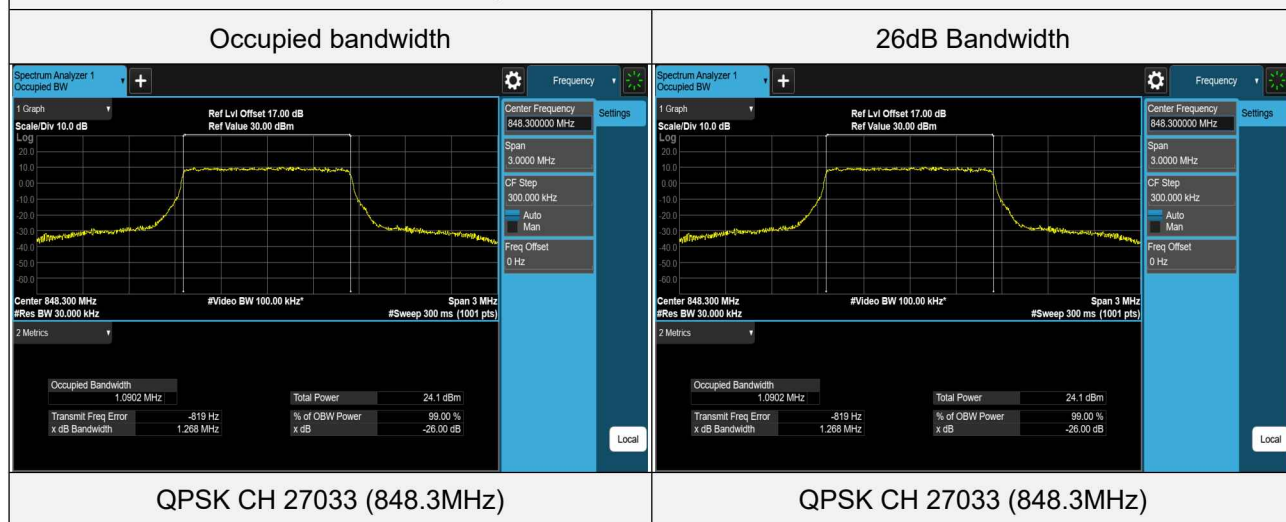 Occupied bandwidth
Spectrum Analyzer 1
Occupied BW
+
Frequency
1 Graph
Scale/Div 10.0 dB
Ref Lvl Offset 17.00 dB
Ref Value 30.00 dBm
Log
20.0
10.0
0.00
-10.0
-20.0
-30.0
-40.0
-50.0
-60.0
Center 848.300 MHz
#Video BW 100.00 kHz*
Span 3 MHz
#Res BW 30.000 kHz
#Sweep 300 ms (1001 pts)
Center Frequency
848.300000 MHz
Settings
Span
3.0000 MHz
CF Step
300.000 kHz
Auto
Man
Freq Offset
0 Hz
2 Metrics
Occupied Bandwidth
1.0902 MHz
Total Power 24.1 dBm
Transmit Freq Error -819 Hz
% of OBW Power 99.00 %
x dB Bandwidth 1.268 MHz
x dB -26.00 dB
Local
QPSK CH 27033 (848.3MHz)
26dB Bandwidth
Spectrum Analyzer 1
Occupied BW
+
Frequency
1 Graph
Scale/Div 10.0 dB
Ref Lvl Offset 17.00 dB
Ref Value 30.00 dBm
Log
20.0
10.0
0.00
-10.0
-20.0
-30.0
-40.0
-50.0
-60.0
Center 848.300 MHz
#Video BW 100.00 kHz*
Span 3 MHz
#Res BW 30.000 kHz
#Sweep 300 ms (1001 pts)
Center Frequency
848.300000 MHz
Settings
Span
3.0000 MHz
CF Step
300.000 kHz
Auto
Man
Freq Offset
0 Hz
2 Metrics
Occupied Bandwidth
1.0902 MHz
Total Power 24.1 dBm
Transmit Freq Error -819 Hz
% of OBW Power 99.00 %
x dB Bandwidth 1.268 MHz
x dB -26.00 dB
Local
QPSK CH 27033 (848.3MHz)